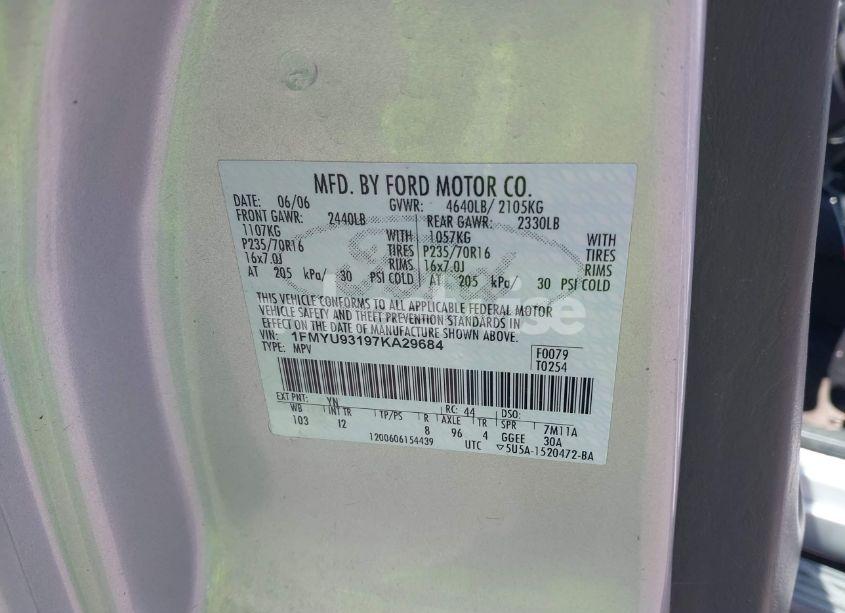 MFD. BY FORD MOTOR CO.
DATE: 06/06 GVWR: 4640LB/ 2105KG
FRONT GAWR: 2440LB REAR GAWR: 2330LB
1107KG WITH 1057KG WITH
P235/70R16 TIRES P235/70R16 TIRES
16x7.0J RIMS 16x7.0J RIMS
AT 205 kPa/ 30 PSI COLD AT 205 kPa/ 30 PSI COLD
THIS VEHICLE CONFORMS TO ALL APPLICABLE FEDERAL MOTOR
VEHICLE SAFETY AND THEFT PREVENTION STANDARDS IN
EFFECT ON THE DATE OF MANUFACTURE SHOWN ABOVE.
VIN: 1FMYU93197KA29684
TYPE: MPV
F0079
T0254
EXT PNT: YN RC: 44 DSO:
WB INT TR TP/PS R AXLE TR SPR 7M11A
103 I2 8 96 4 GGEE 30A
1200606154439 UTC 5U5A-1520472-BA